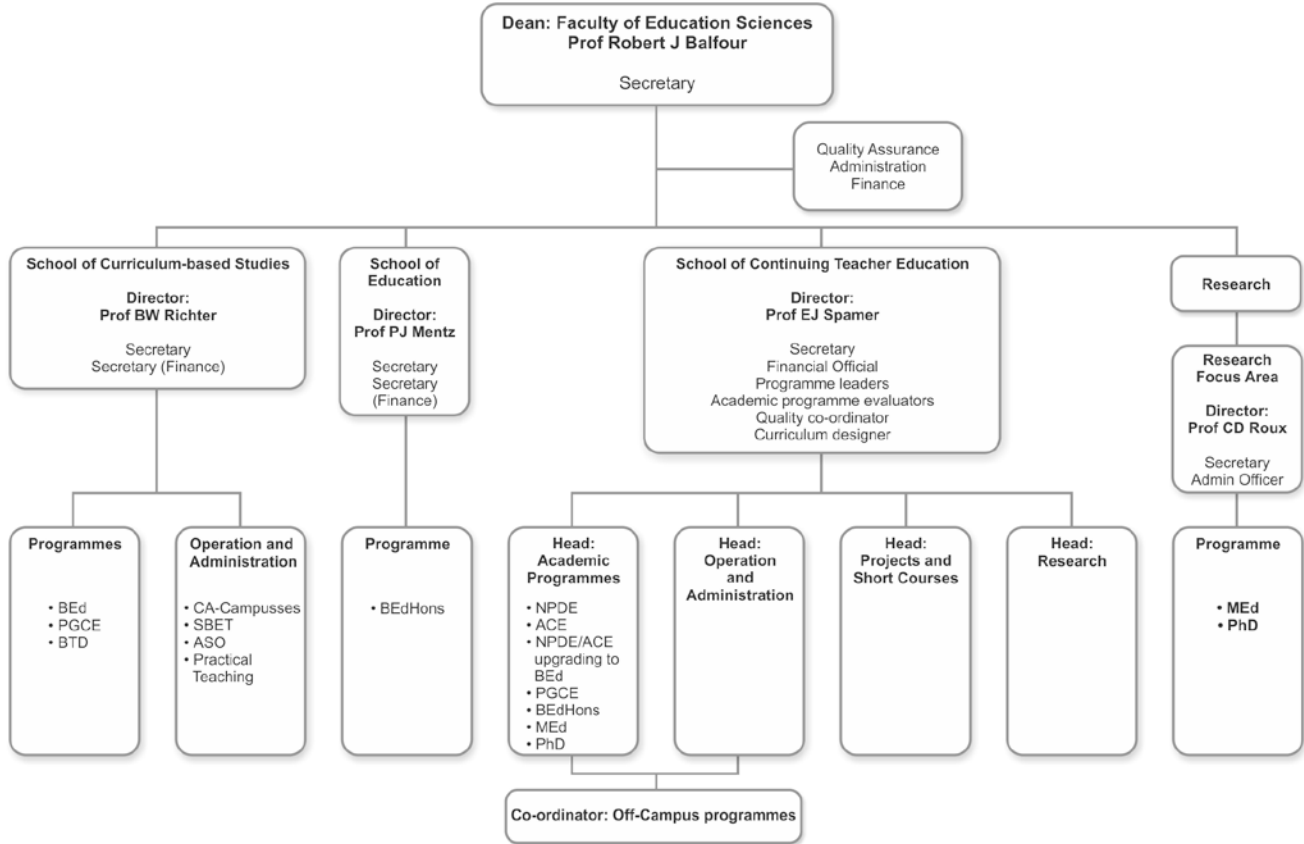 Dean: Faculty of Education Sciences
Prof Robert J Balfour
Secretary
Quality Assurance
Administration
Finance
School of Curriculum-based Studies
Director:
Prof BW Richter
Secretary
Secretary (Finance)
School of
Education
Director:
Prof PJ Mentz
Secretary
Secretary
(Finance)
School of Continuing Teacher Education
Director:
Prof EJ Spamer
Secretary
Financial Official
Programme leaders
Academic programme evaluators
Quality co-ordinator
Curriculum designer
Research
Research
Focus Area
Director:
Prof CD Roux
Secretary
Admin Officer
Programmes
• BEd
• PGCE
• BTD
Operation and
Administration
• CA-Campusses
• SBET
• ASO
• Practical
Teaching
Programme
• BEdHons
Head:
Academic
Programmes
• NPDE
• ACE
• NPDE/ACE
upgrading to
BEd
• PGCE
• BEdHons
• MEd
• PhD
Head:
Operation
and
Administration
Head:
Projects and
Short Courses
Head:
Research
Programme
• MEd
• PhD
Co-ordinator: Off-Campus programmes